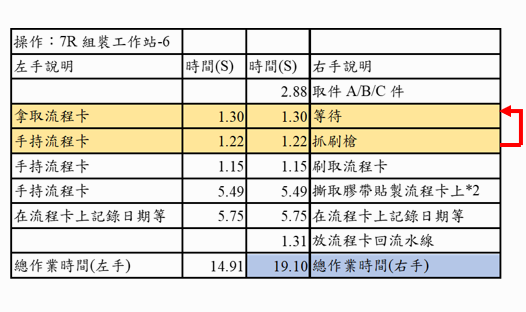 操作：7R 組裝工作站-6
左手說明 時間(S) 時間(S) 右手說明
2.88 取件 A/B/C 件
拿取流程卡 1.30 1.30 等待
手持流程卡 1.22 1.22 抓刷槍
手持流程卡 1.15 1.15 刷取流程卡
手持流程卡 5.49 5.49 撕取膠帶貼製流程卡上*2
在流程卡上記錄日期等 5.75 5.75 在流程卡上記錄日期等
1.31 放流程卡回流水線
總作業時間(左手) 14.91 19.10 總作業時間(右手)